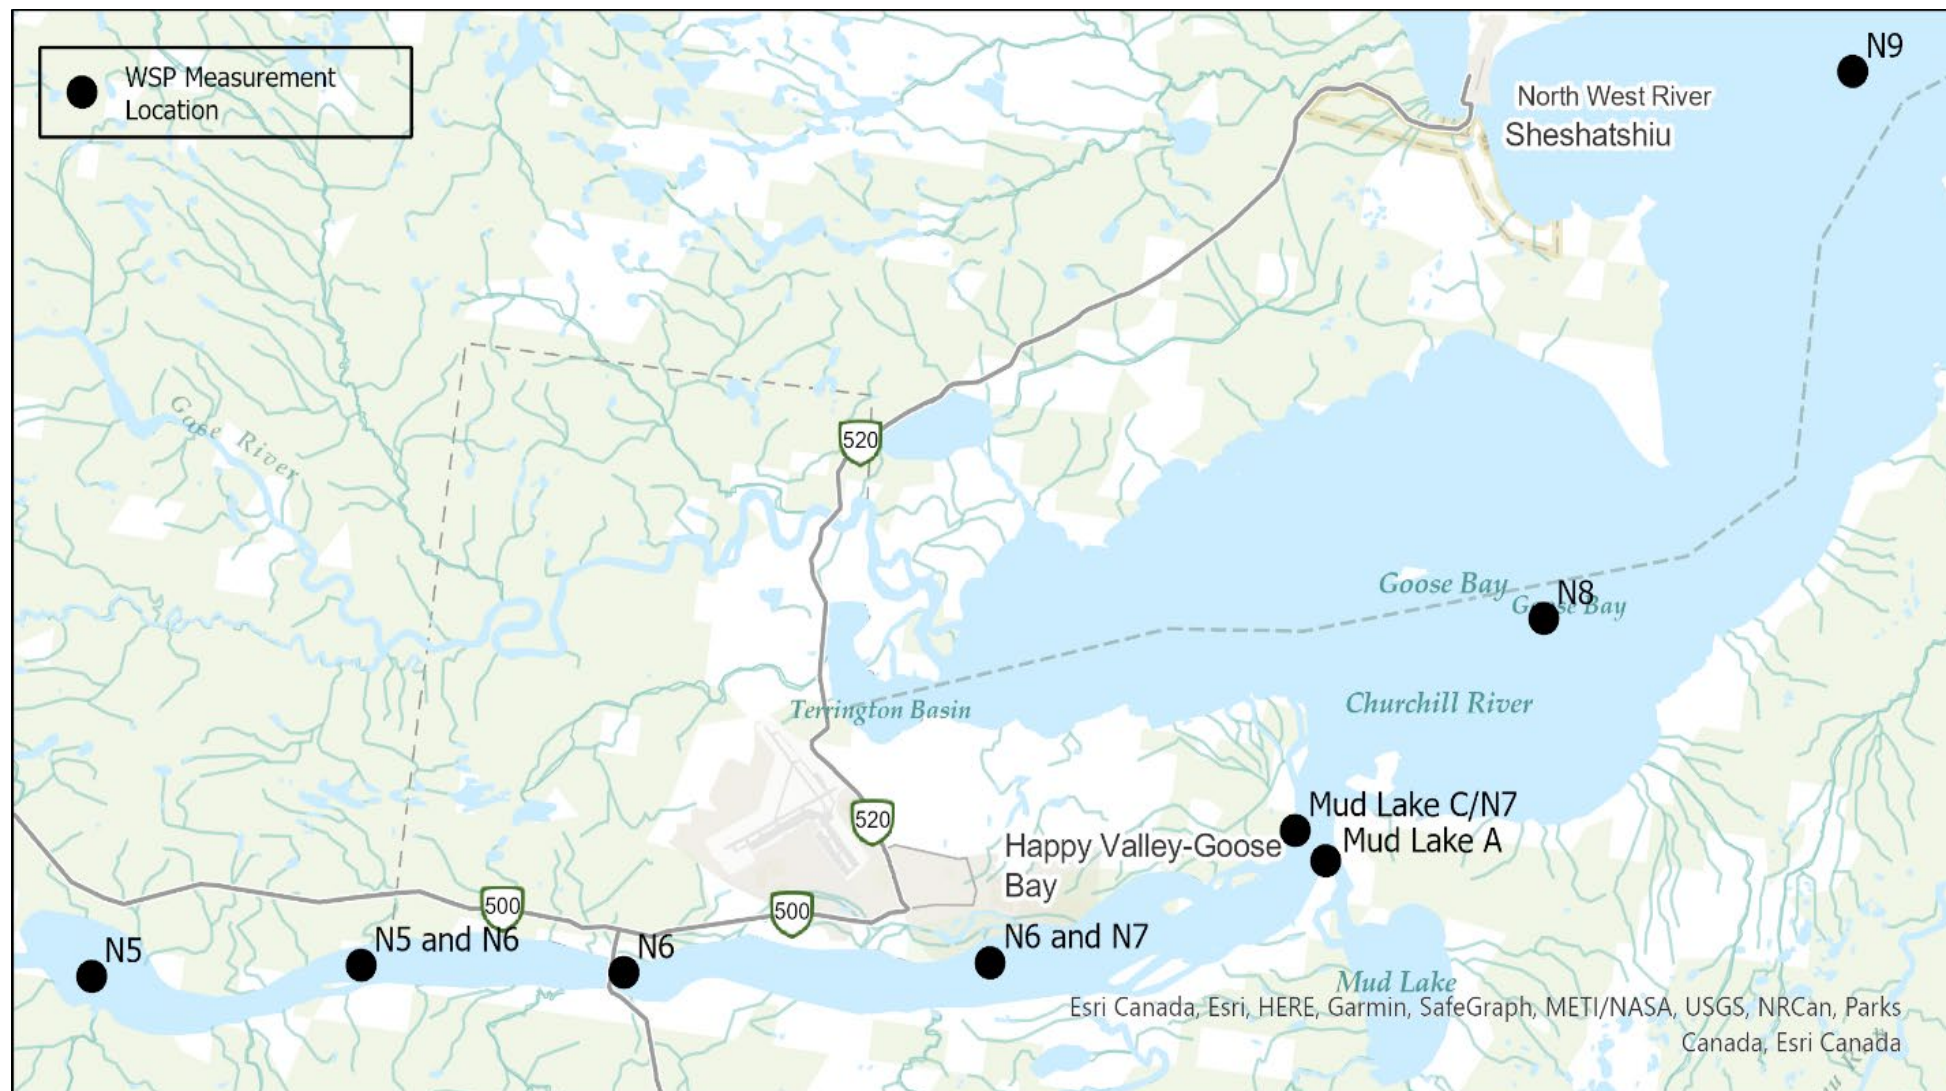 WSP Measurement
Location
N9
North West River
Sheshatshiu
520
Goose Bay
N8
Goose Bay
Churchill River
Terrington Basin
520
Mud Lake C/N7
Mud Lake A
Happy Valley-Goose
Bay
500
500
N5
N5 and N6
N6
N6 and N7
Mud Lake
Esri Canada, Esri, HERE, Garmin, SafeGraph, METI/NASA, USGS, NRCan, Parks
Canada, Esri Canada
River